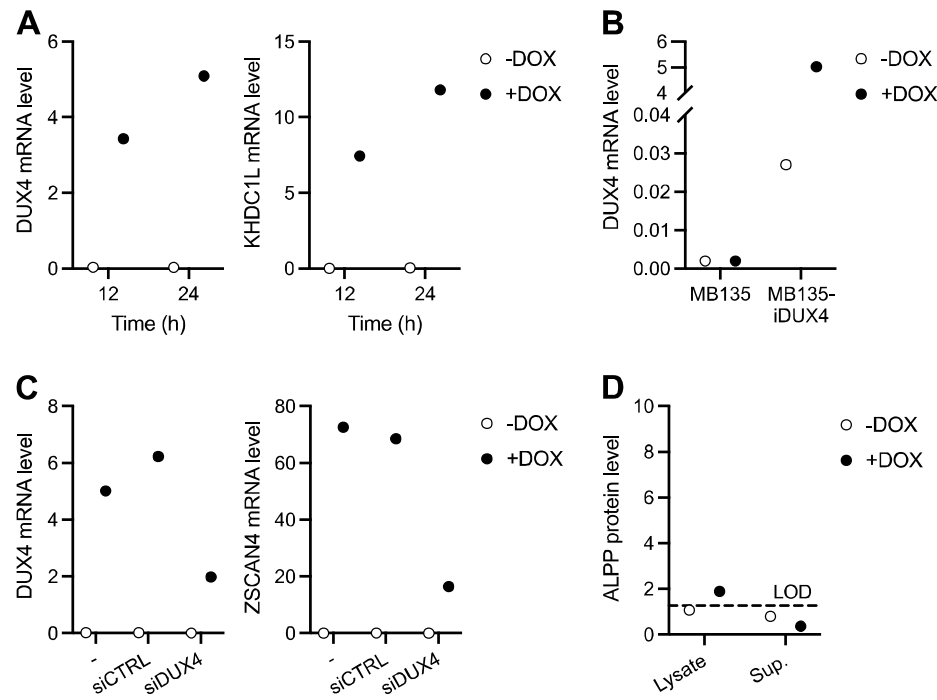 A
DUX4 mRNA level
6
4
2
0
12
24
Time (h)
KHDC1L mRNA level
15
10
5
0
12
24
Time (h)
-DOX
+DOX
B
DUX4 mRNA level
6
5
4
0.04
0.03
0.02
0.01
0.00
MB135
MB135-
iDUX4
-DOX
+DOX
C
DUX4 mRNA level
8
6
4
2
0
-
siCTRL
siDUX4
ZSCAN4 mRNA level
80
60
40
20
0
-
siCTRL
siDUX4
-DOX
+DOX
D
ALPP protein level
10
8
6
4
2
0
LOD
Lysate
Sup.
-DOX
+DOX